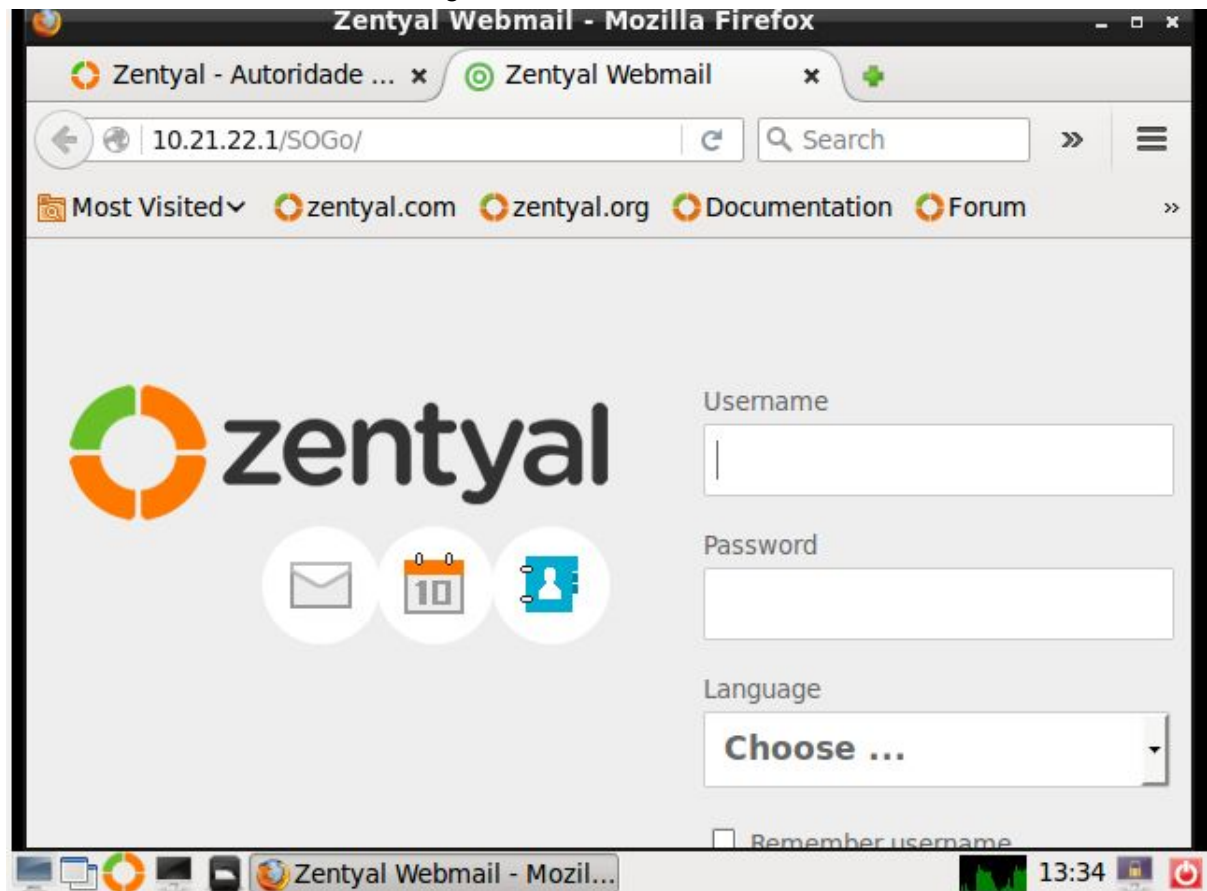 Zentyal Webmail - Mozilla Firefox
Zentyal - Autoridade ...
Zentyal Webmail
10.21.22.1/SOGo/
Search
Most Visited zentyal.com zentyal.org Documentation Forum
zentyal
10
Username
Password
Language
Choose ...
Remember username
Zentyal Webmail - Mozil...
13:34